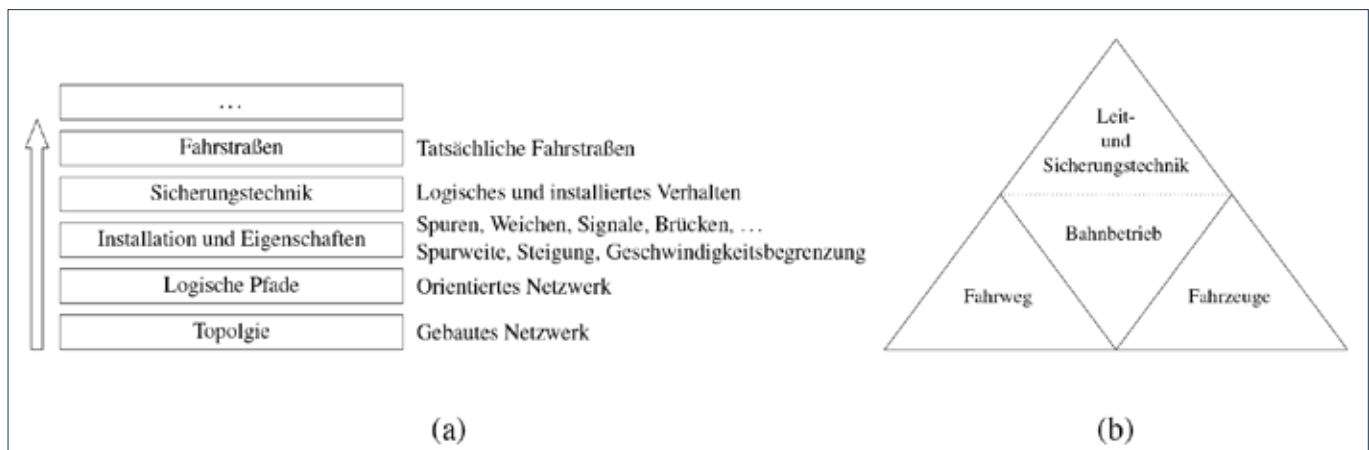 …
Fahrstraßen Tatsächliche Fahrstraßen
Sicherungstechnik Logisches und installiertes Verhalten
Installation und Eigenschaften Spuren, Weichen, Signale, Brücken, …
Spurweite, Steigung, Geschwindigkeitsbegrenzung
Logische Pfade Orientiertes Netzwerk
Topolgie Gebautes Netzwerk
(a)
Leit-
und
Sicherungstechnik
Bahnbetrieb
Fahrweg Fahrzeuge
(b)